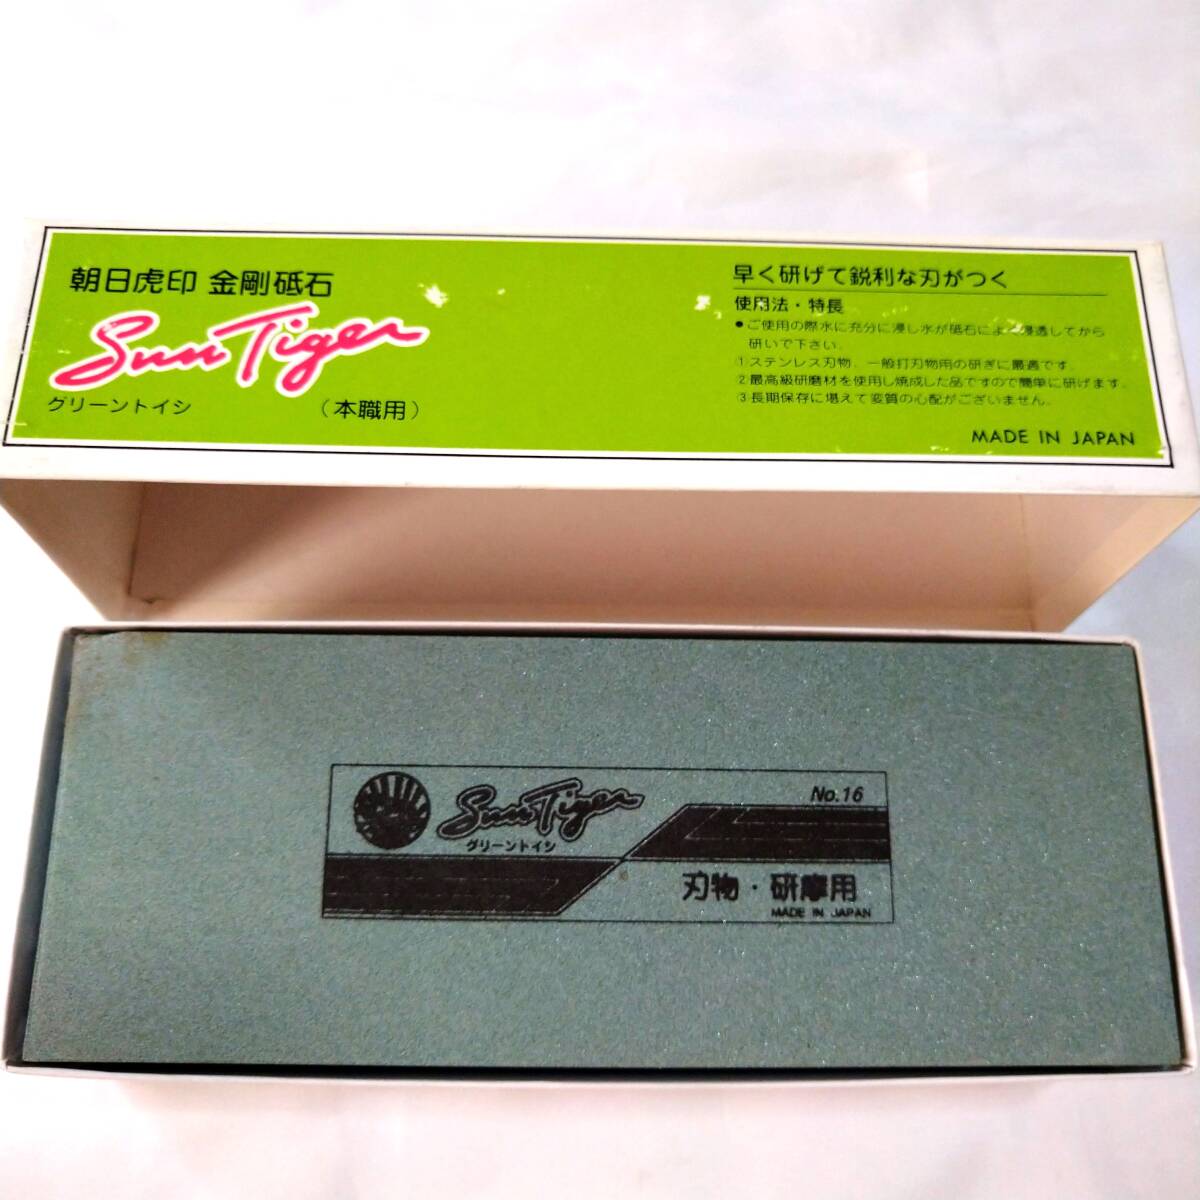 朝日虎印 金剛砥石
Sun Tiger
グリーントイシ （本職用）
早く研げて鋭利な刃がつく
使用法・特長
●ご使用の際水に充分に浸し水が砥石によく浸透してから
研いで下さい.
①ステンレス刃物、一般打刃物用の研ぎに最適です.
②最高級研磨材を使用し焼成した品ですので簡単に研げます.
③長期保存に堪えて変質の心配がございません.
MADE IN JAPAN
Sun Tiger
No.16
グリーントイシ
刃物・研摩用
MADE IN JAPAN